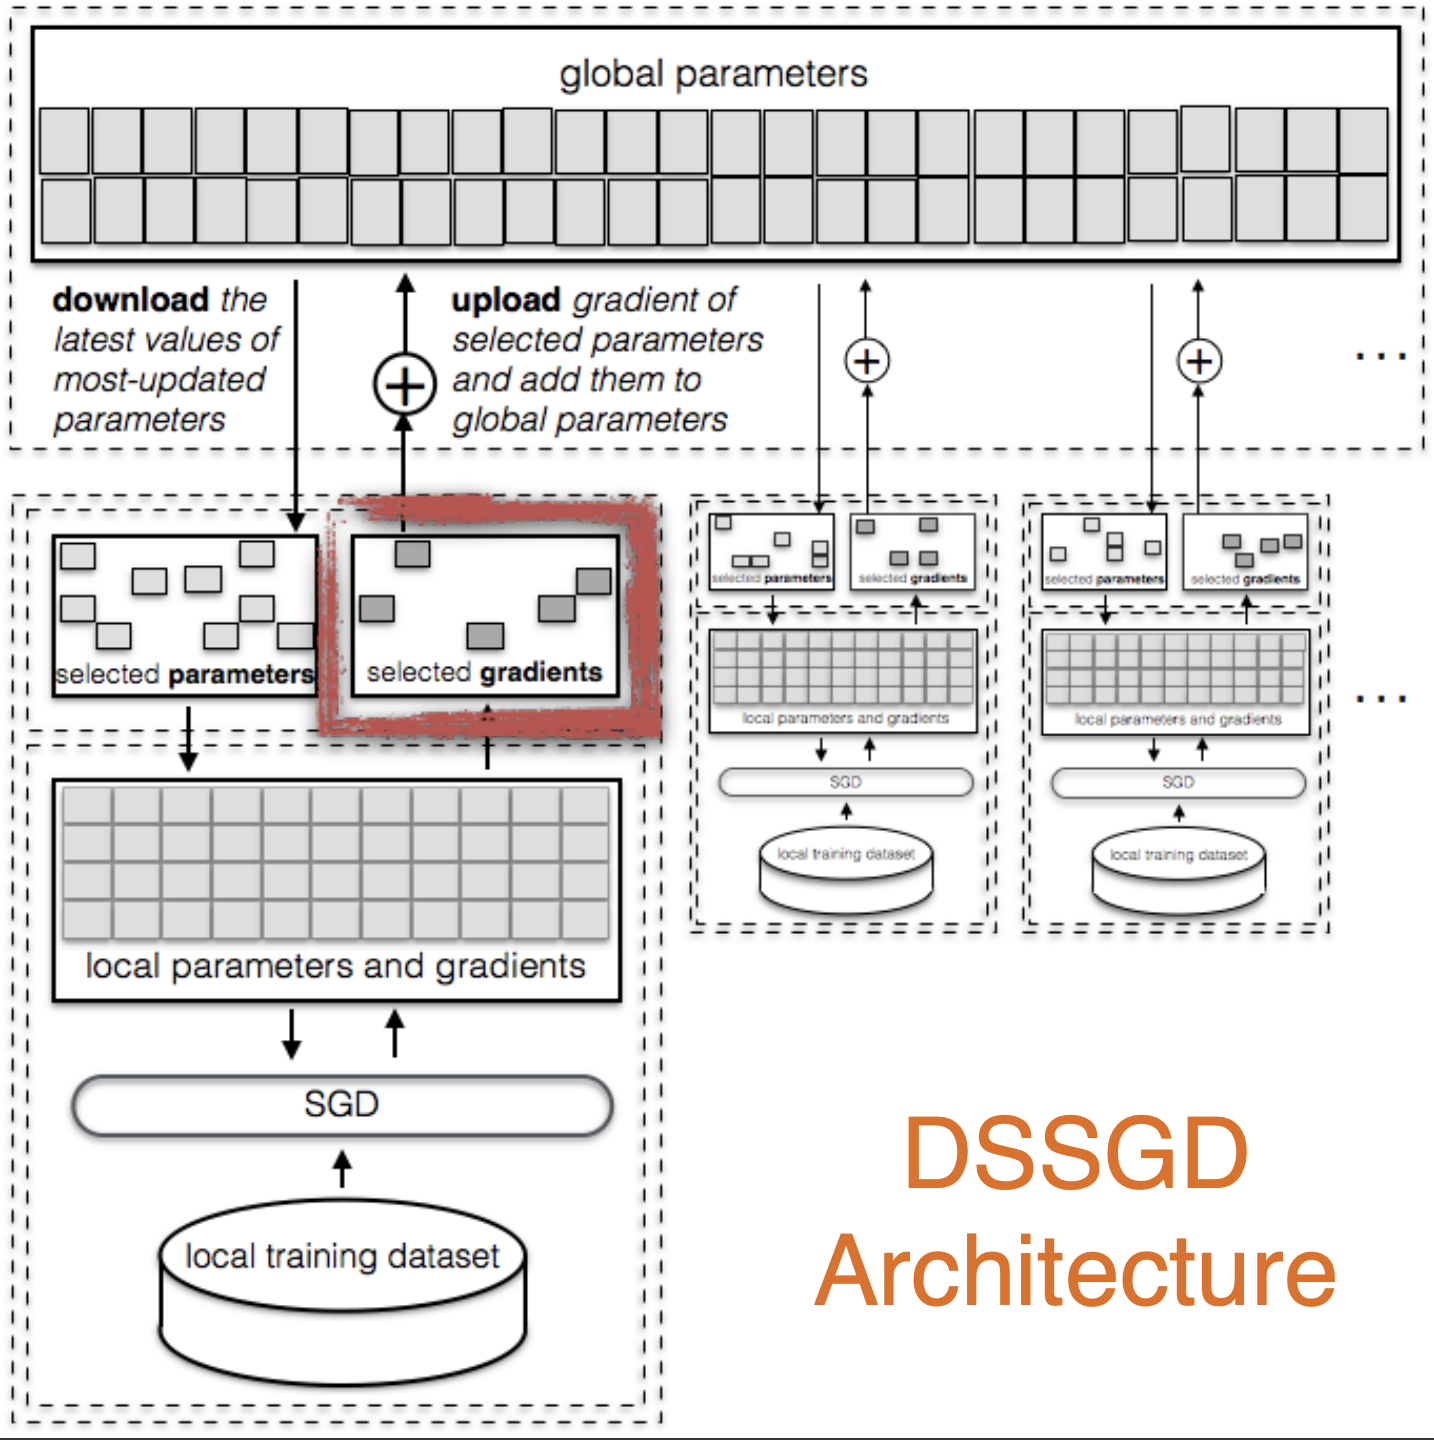 global parameters
download the
latest values of
most-updated
parameters
upload gradient of
selected parameters
and add them to
global parameters
...
selected parameters
selected gradients
local parameters and gradients
SGD
local training dataset
selected parameters
selected gradients
local parameters and gradients
SGD
local training dataset
selected parameters
selected gradients
local parameters and gradients
SGD
local training dataset
...
DSSGD
Architecture